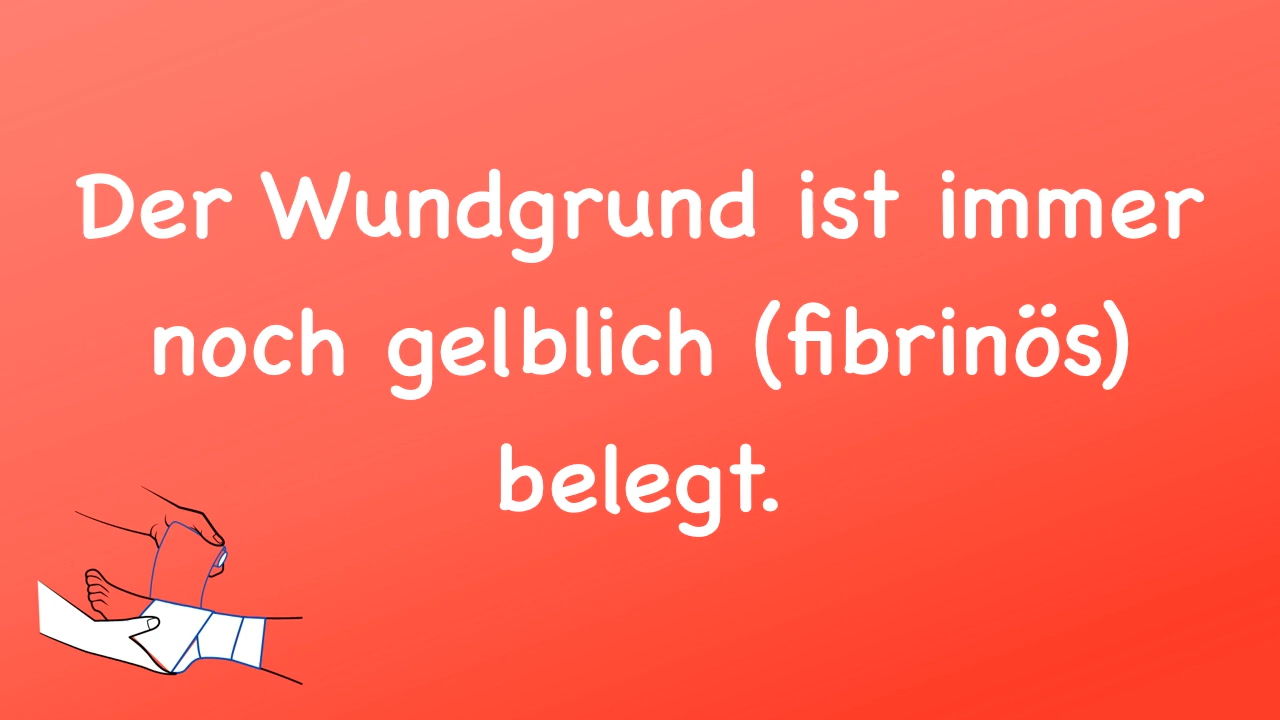 Der Wundgrund ist immer
noch gelblich (fibrinös)
belegt.